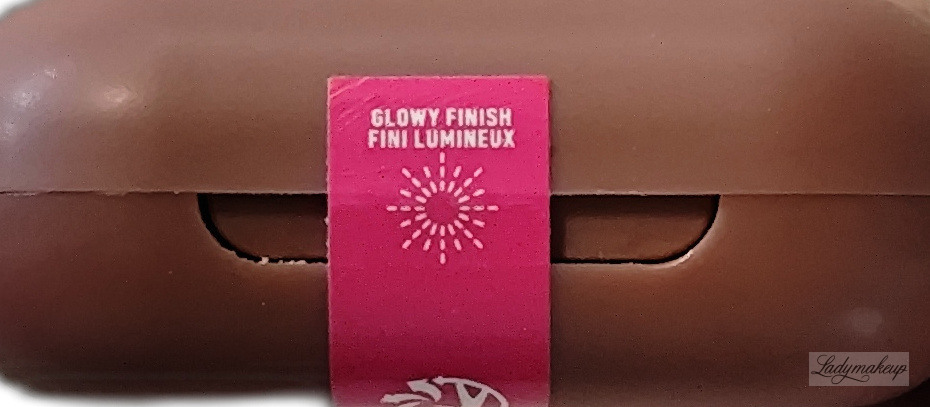 GLOWY FINISH
FINI LUMINEUX
Ladymakeup